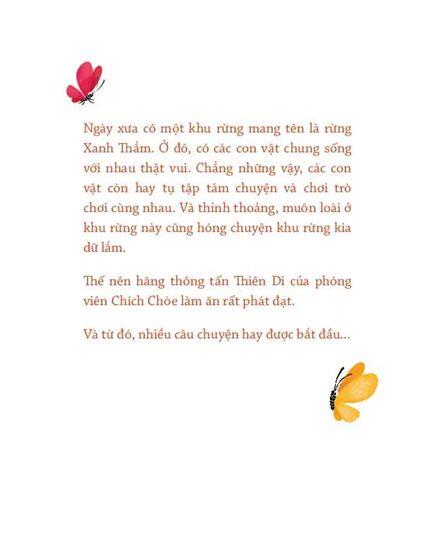 Ngày xưa có một khu rừng mang tên là rừng
Xanh Thẳm. Ở đó, có các con vật chung sống
với nhau thật vui. Chẳng những vậy, các con
vật còn hay tụ tập tám chuyện và chơi trò
chơi cùng nhau. Và thỉnh thoảng, muôn loài ở
khu rừng này cũng hóng chuyện khu rừng kia
dữ lắm.
Thế nên hãng thông tấn Thiên Di của phóng
viên Chích Chòe làm ăn rất phát đạt.
Và từ đó, nhiều câu chuyện hay được bắt đầu...